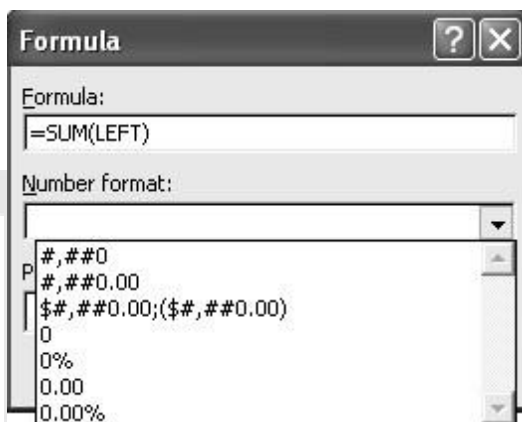 Formula
?
Formula:
=SUM(LEFT)
Number format:
#,##0
P
#,##0.00
$#,##0.00;($#,##0.00)
0
0%
0.00
0.00%